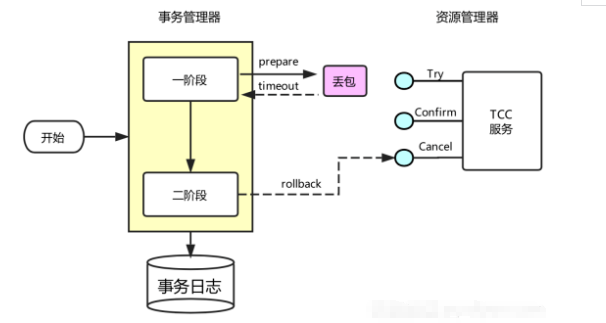 事务管理器
资源管理器
一阶段
prepare
timeout
丢包
Try
Confirm
Cancel
TCC
服务
开始
二阶段
rollback
事务日志